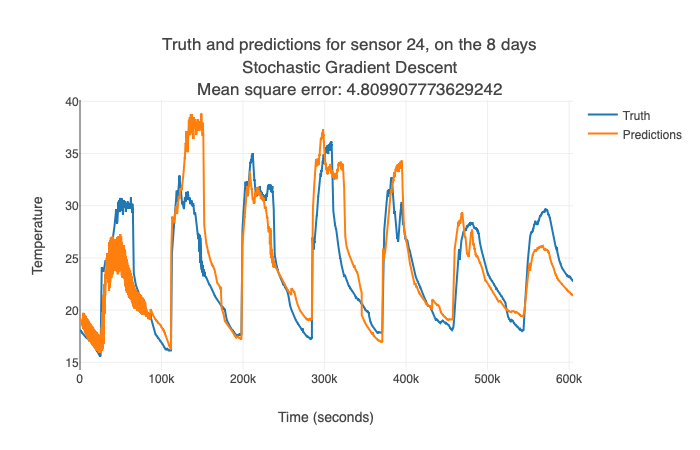 Truth and predictions for sensor 24, on the 8 days
Stochastic Gradient Descent
Mean square error: 4.809907773629242
Truth
Predictions
Temperature
40
35
30
25
20
15
0
100k
200k
300k
400k
500k
600k
Time (seconds)